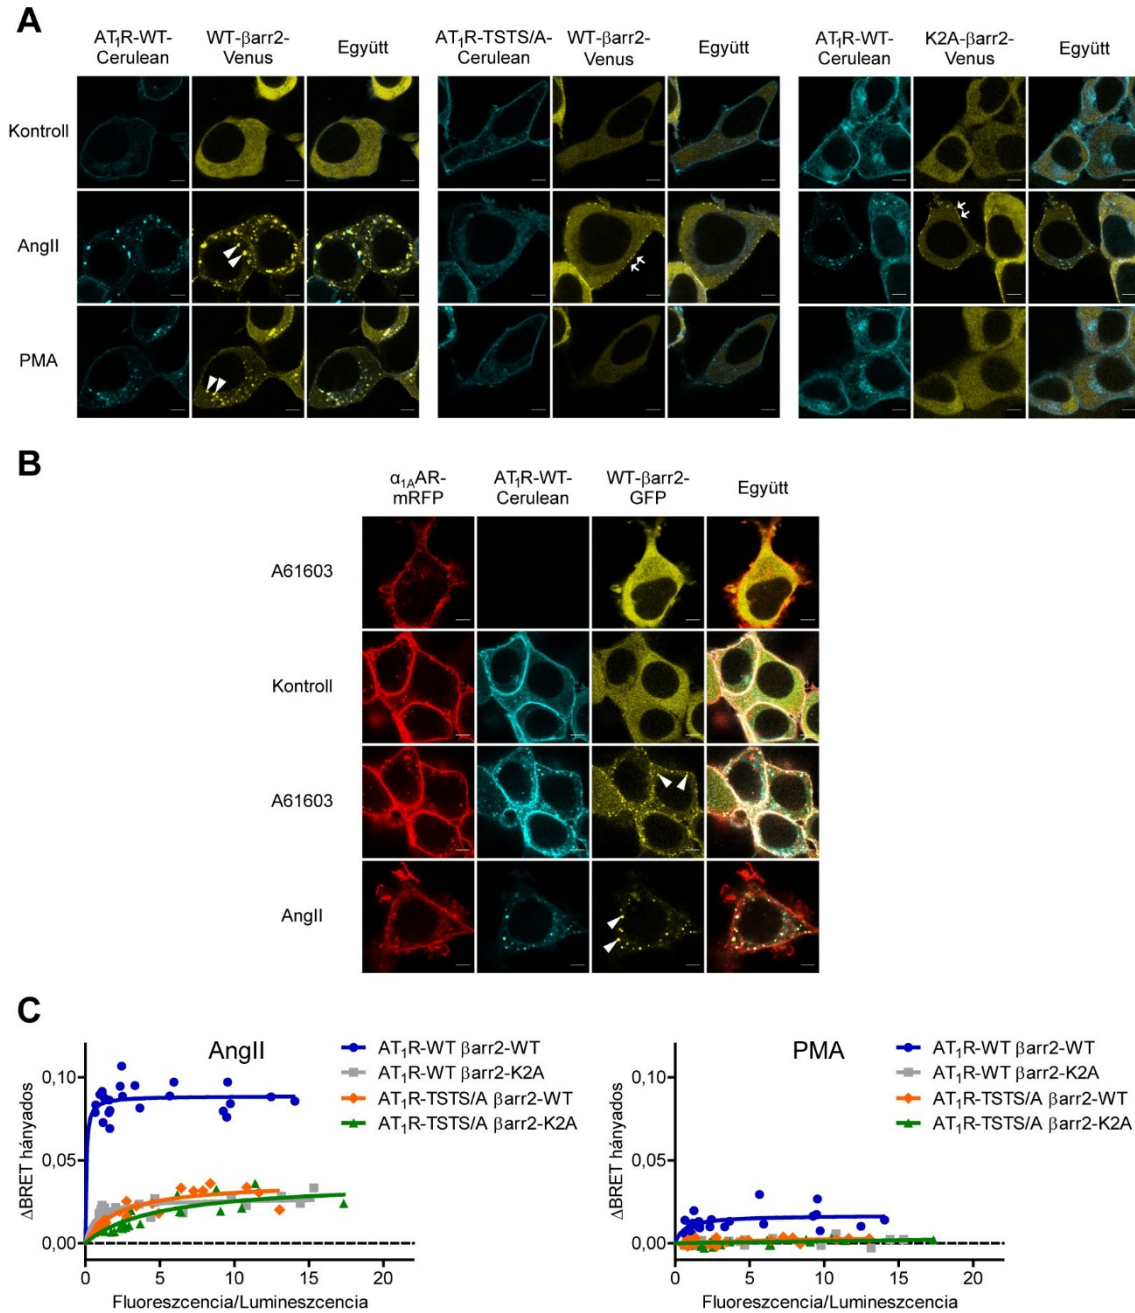 A
AT₁R-WT-
Cerulean
WT-βarr2-
Venus
Együtt
AT₁R-TSTS/A-
Cerulean
WT-βarr2-
Venus
Együtt
AT₁R-WT-
Cerulean
K2A-βarr2-
Venus
Együtt
Kontroll
AngII
PMA
B
α₁ₐAR-
mRFP
AT₁R-WT-
Cerulean
WT-βarr2-
GFP
Együtt
A61603
Kontroll
A61603
AngII
C
AngII
AT₁R-WT βarr2-WT
AT₁R-WT βarr2-K2A
AT₁R-TSTS/A βarr2-WT
AT₁R-TSTS/A βarr2-K2A
ΔBRET hányados
0,10
0,05
0,00
0 5 10 15 20
Fluoreszcencia/Lumineszcencia
PMA
AT₁R-WT βarr2-WT
AT₁R-WT βarr2-K2A
AT₁R-TSTS/A βarr2-WT
AT₁R-TSTS/A βarr2-K2A
ΔBRET hányados
0,10
0,05
0,00
0 5 10 15 20
Fluoreszcencia/Lumineszcencia